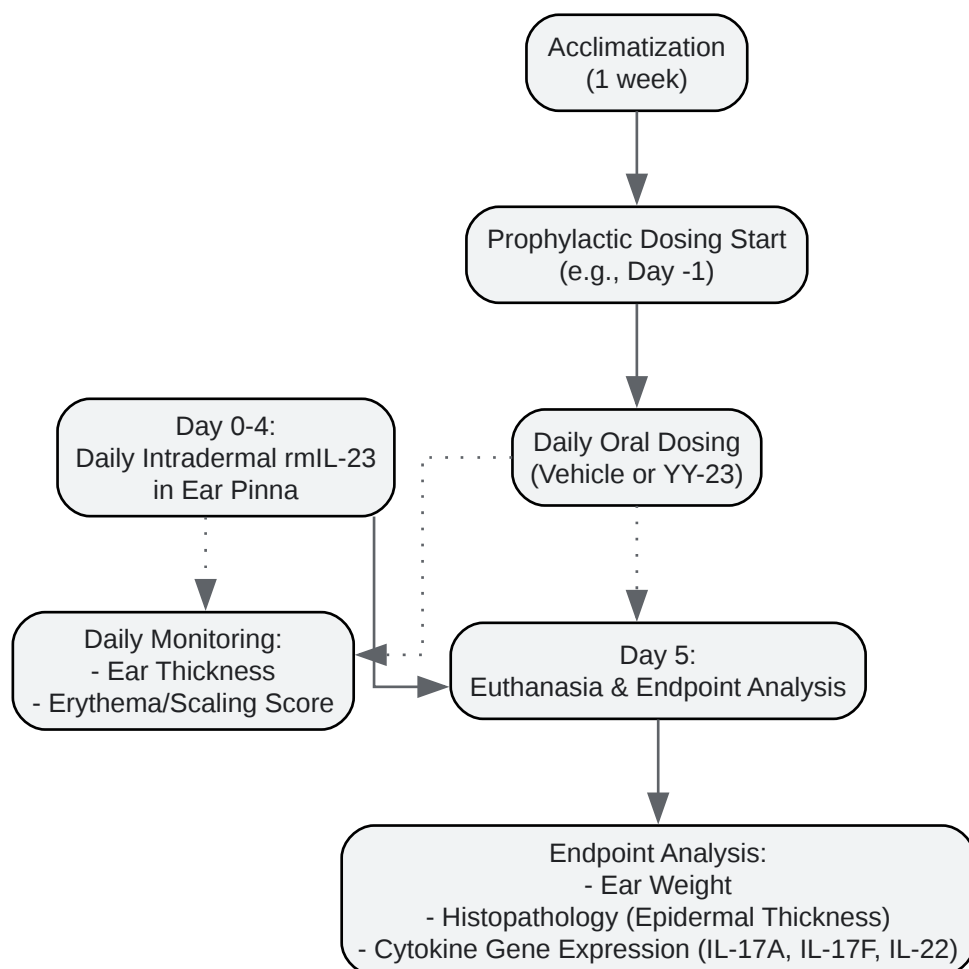 Acclimatization
(1 week)
Prophylactic Dosing Start
(e.g., Day -1)
Day 0-4:
Daily Intradermal rmIL-23
in Ear Pinna
Daily Oral Dosing
(Vehicle or YY-23)
Daily Monitoring:
- Ear Thickness
- Erythema/Scaling Score
Day 5:
Euthanasia & Endpoint Analysis
Endpoint Analysis:
- Ear Weight
- Histopathology (Epidermal Thickness)
- Cytokine Gene Expression (IL-17A, IL-17F, IL-22)